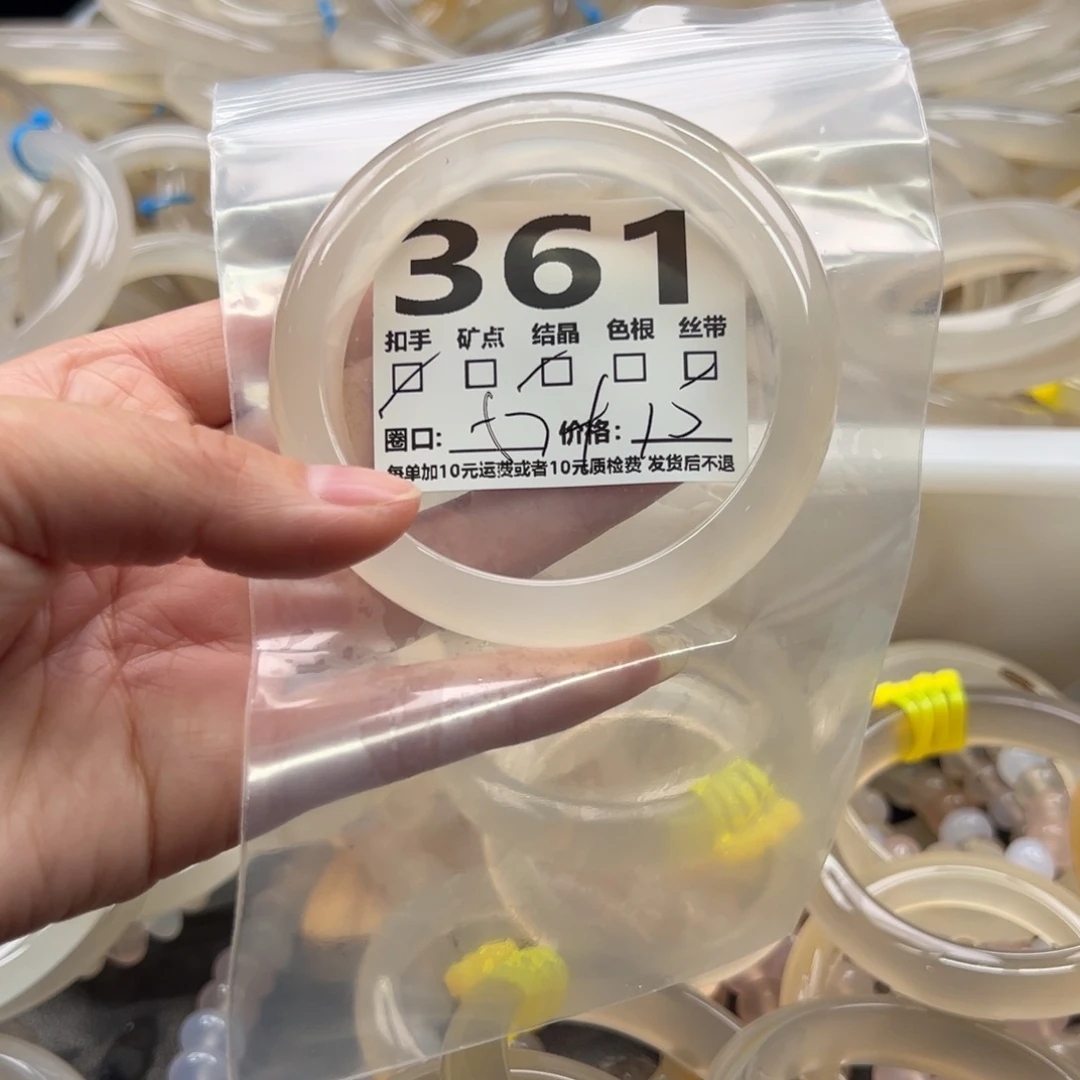 361
扣手 矿点 结晶 色根 丝带
圈口: 价格:
每单加10元运费或者10元质检费 发货后不退